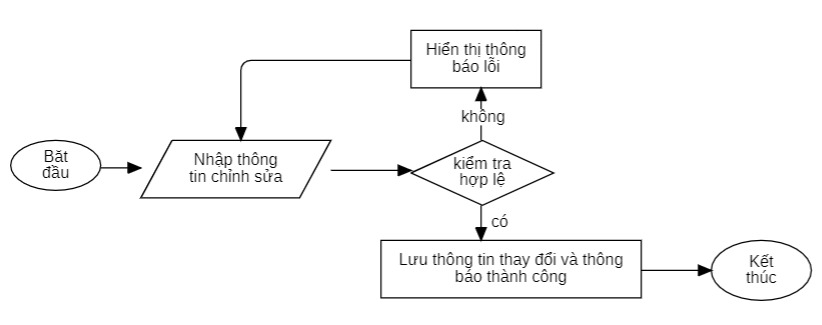 Hiển thị thông
báo lỗi
không
Băt
đầu
Nhập thông
tin chỉnh sửa
kiểm tra
hợp lệ
có
Lưu thông tin thay đổi và thông
báo thành công
Kết
thúc